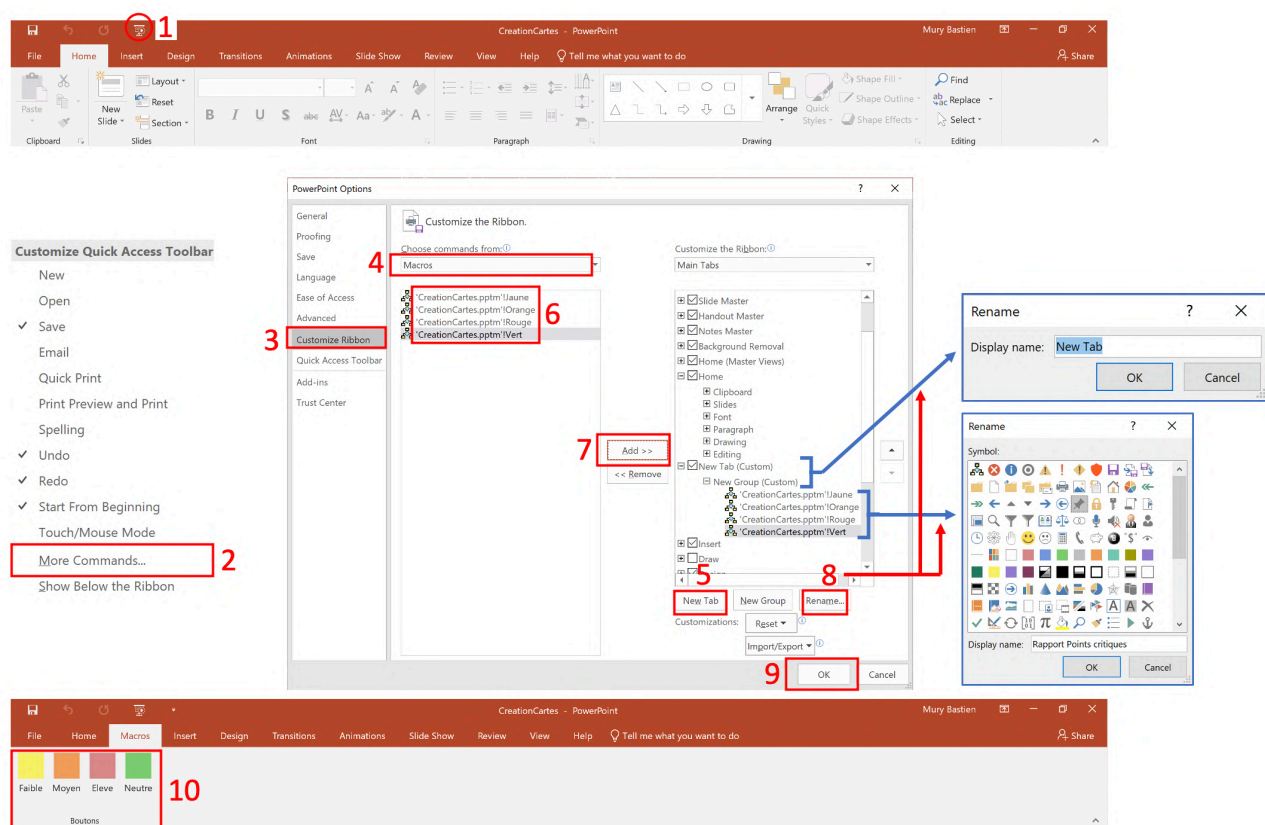 1
CreationCartes - PowerPoint
Mury Bastien
File Home Insert Design Transitions Animations Slide Show Review View Help Tell me what you want to do Share
Paste
New
Slide
Layout
Reset
Section
B I U S abc AV Aa A
Arrange
Quick
Styles
Shape Fill
Shape Outline
Shape Effects
Find
Replace
Select
Clipboard Slides Font Paragraph Drawing Editing
Customize Quick Access Toolbar
New
Open
Save
Email
Quick Print
Print Preview and Print
Spelling
Undo
Redo
Start From Beginning
Touch/Mouse Mode
More Commands...
2
Show Below the Ribbon
PowerPoint Options ? X
General
Proofing
Save
Language
Ease of Access
Advanced
3
Customize Ribbon
Quick Access Toolbar
Add-ins
Trust Center
Customize the Ribbon.
Choose commands from:
4
Macros
'CreationCartes.pptm'!Jaune
'CreationCartes.pptm'!Orange
'CreationCartes.pptm'!Rouge
'CreationCartes.pptm'!Vert
6
7
Add >>
<< Remove
Customize the Ribbon:
Main Tabs
Slide Master
Handout Master
Notes Master
Background Removal
Home (Master Views)
Home
Clipboard
Slides
Font
Paragraph
Drawing
Editing
New Tab (Custom)
New Group (Custom)
'CreationCartes.pptm'!Jaune
'CreationCartes.pptm'!Orange
'CreationCartes.pptm'!Rouge
'CreationCartes.pptm'!Vert
Insert
Draw
5
8
New Tab New Group Rename...
Customizations: Reset
Import/Export
9
OK Cancel
Rename ? X
Display name: New Tab
OK Cancel
Rename ? X
Symbol:
Display name: Rapport Points critiques
OK Cancel
CreationCartes - PowerPoint
Mury Bastien
File Home Macros Insert Design Transitions Animations Slide Show Review View Help Tell me what you want to do Share
Faible Moyen Eleve Neutre
10
Boutons